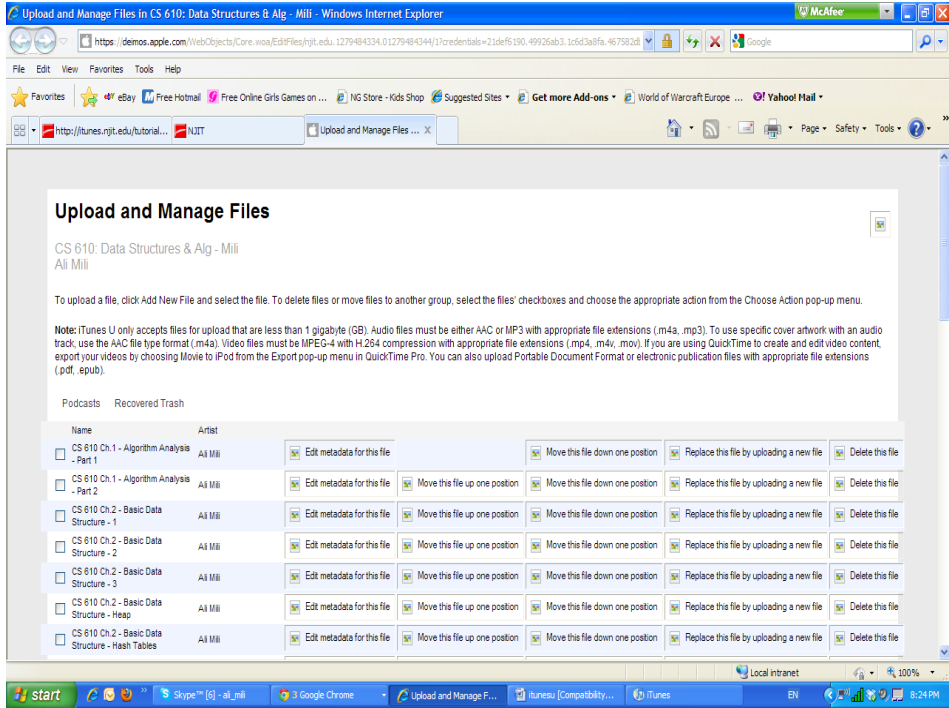 Upload and Manage Files in CS 610: Data Structures & Alg - Mili - Windows Internet Explorer
McAfee
https://deimos.apple.com/WebObjects/Core.woa/EditFiles/njit.edu.1279484334.01279484344/1?credentials=21def6190.49926ab3.1c6d3a8fa.467582d
Google
File Edit View Favorites Tools Help
Favorites eBay Free Hotmail Free Online Girls Games on ... NG Store - Kids Shop Suggested Sites Get more Add-ons World of Warcraft Europe ... Yahoo! Mail
http://itunes.njit.edu/tutorial... NJIT Upload and Manage Files ... X Page Safety Tools »
Upload and Manage Files
CS 610: Data Structures & Alg - Mili
Ali Mili
To upload a file, click Add New File and select the file. To delete files or move files to another group, select the files' checkboxes and choose the appropriate action from the Choose Action pop-up menu.
Note: iTunes U only accepts files for upload that are less than 1 gigabyte (GB). Audio files must be either AAC or MP3 with appropriate file extensions (.m4a, .mp3). To use specific cover artwork with an audio
track, use the AAC file type format (.m4a). Video files must be MPEG-4 with H.264 compression with appropriate file extensions (.mp4, .m4v, .mov). If you are using QuickTime to create and edit video content,
export your videos by choosing Movie to iPod from the Export pop-up menu in QuickTime Pro. You can also upload Portable Document Format or electronic publication files with appropriate file extensions
(.pdf, .epub).
Podcasts Recovered Trash
Name Artist
CS 610 Ch.1 - Algorithm Analysis
- Part 1
Ali Mili Edit metadata for this file Move this file down one position Replace this file by uploading a new file Delete this file
CS 610 Ch.1 - Algorithm Analysis
- Part 2
Ali Mili Edit metadata for this file Move this file up one position Move this file down one position Replace this file by uploading a new file Delete this file
CS 610 Ch.2 - Basic Data
Structure - 1
Ali Mili Edit metadata for this file Move this file up one position Move this file down one position Replace this file by uploading a new file Delete this file
CS 610 Ch.2 - Basic Data
Structure - 2
Ali Mili Edit metadata for this file Move this file up one position Move this file down one position Replace this file by uploading a new file Delete this file
CS 610 Ch.2 - Basic Data
Structure - 3
Ali Mili Edit metadata for this file Move this file up one position Move this file down one position Replace this file by uploading a new file Delete this file
CS 610 Ch.2 - Basic Data
Structure - Heap
Ali Mili Edit metadata for this file Move this file up one position Move this file down one position Replace this file by uploading a new file Delete this file
CS 610 Ch.2 - Basic Data
Structure - Hash Tables
Ali Mili Edit metadata for this file Move this file up one position Move this file down one position Replace this file by uploading a new file Delete this file
Local intranet 100%
start » Skype™ [6] - ali_mili 3 Google Chrome Upload and Manage F... itunesu [Compatibility... iTunes EN 8:24 PM